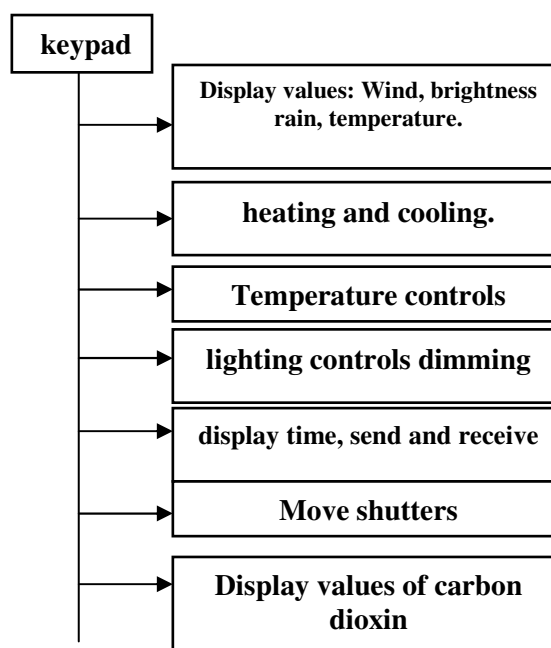 keypad
Display values: Wind, brightness
rain, temperature.
heating and cooling.
Temperature controls
lighting controls dimming
display time, send and receive
Move shutters
Display values of carbon
dioxin